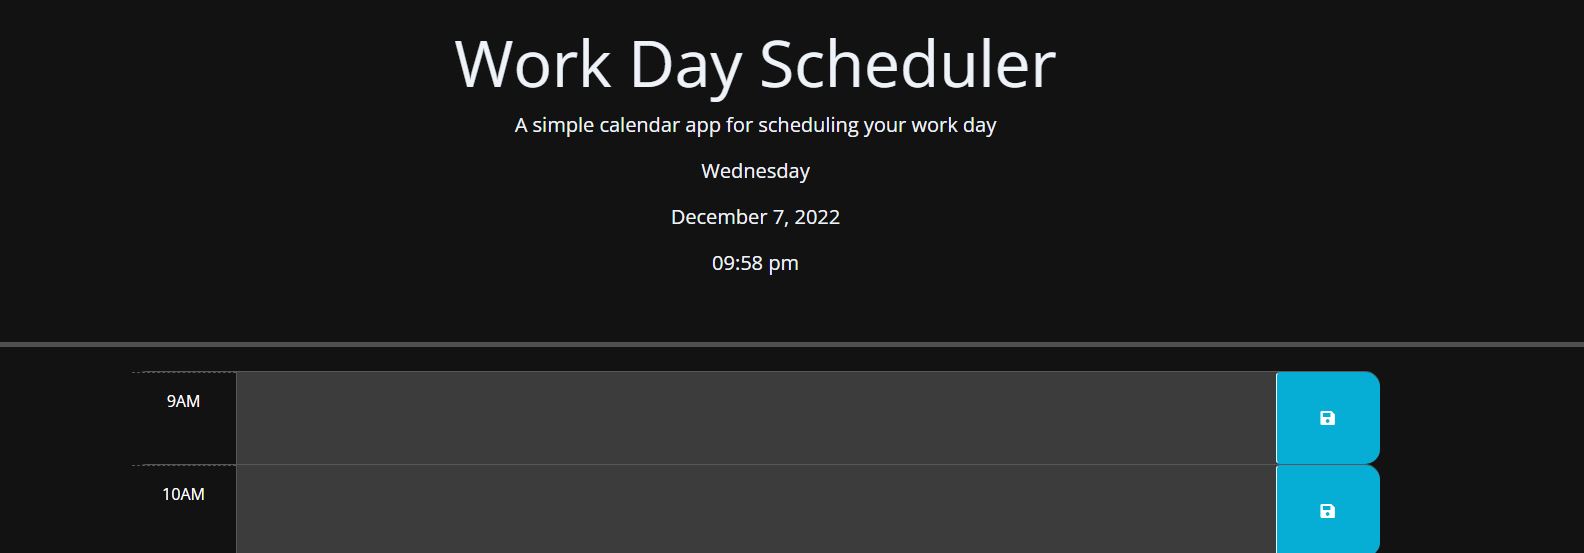 Work Day Scheduler
A simple calendar app for scheduling your work day
Wednesday
December 7, 2022
09:58 pm
9AM
10AM